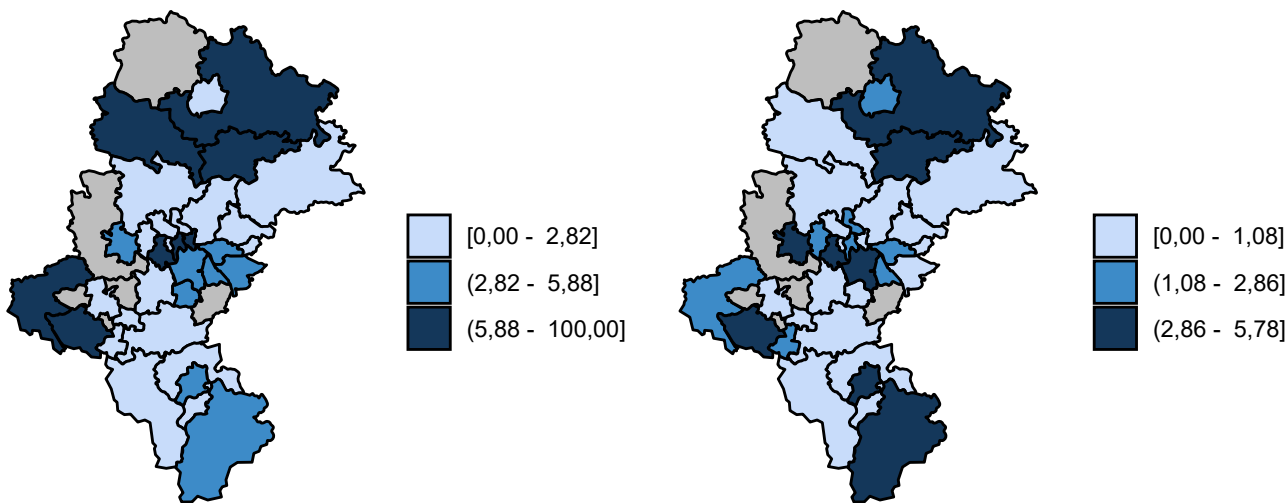 [0,00 - 2,82]
(2,82 - 5,88]
(5,88 - 100,00]
[0,00 - 1,08]
(1,08 - 2,86]
(2,86 - 5,78]